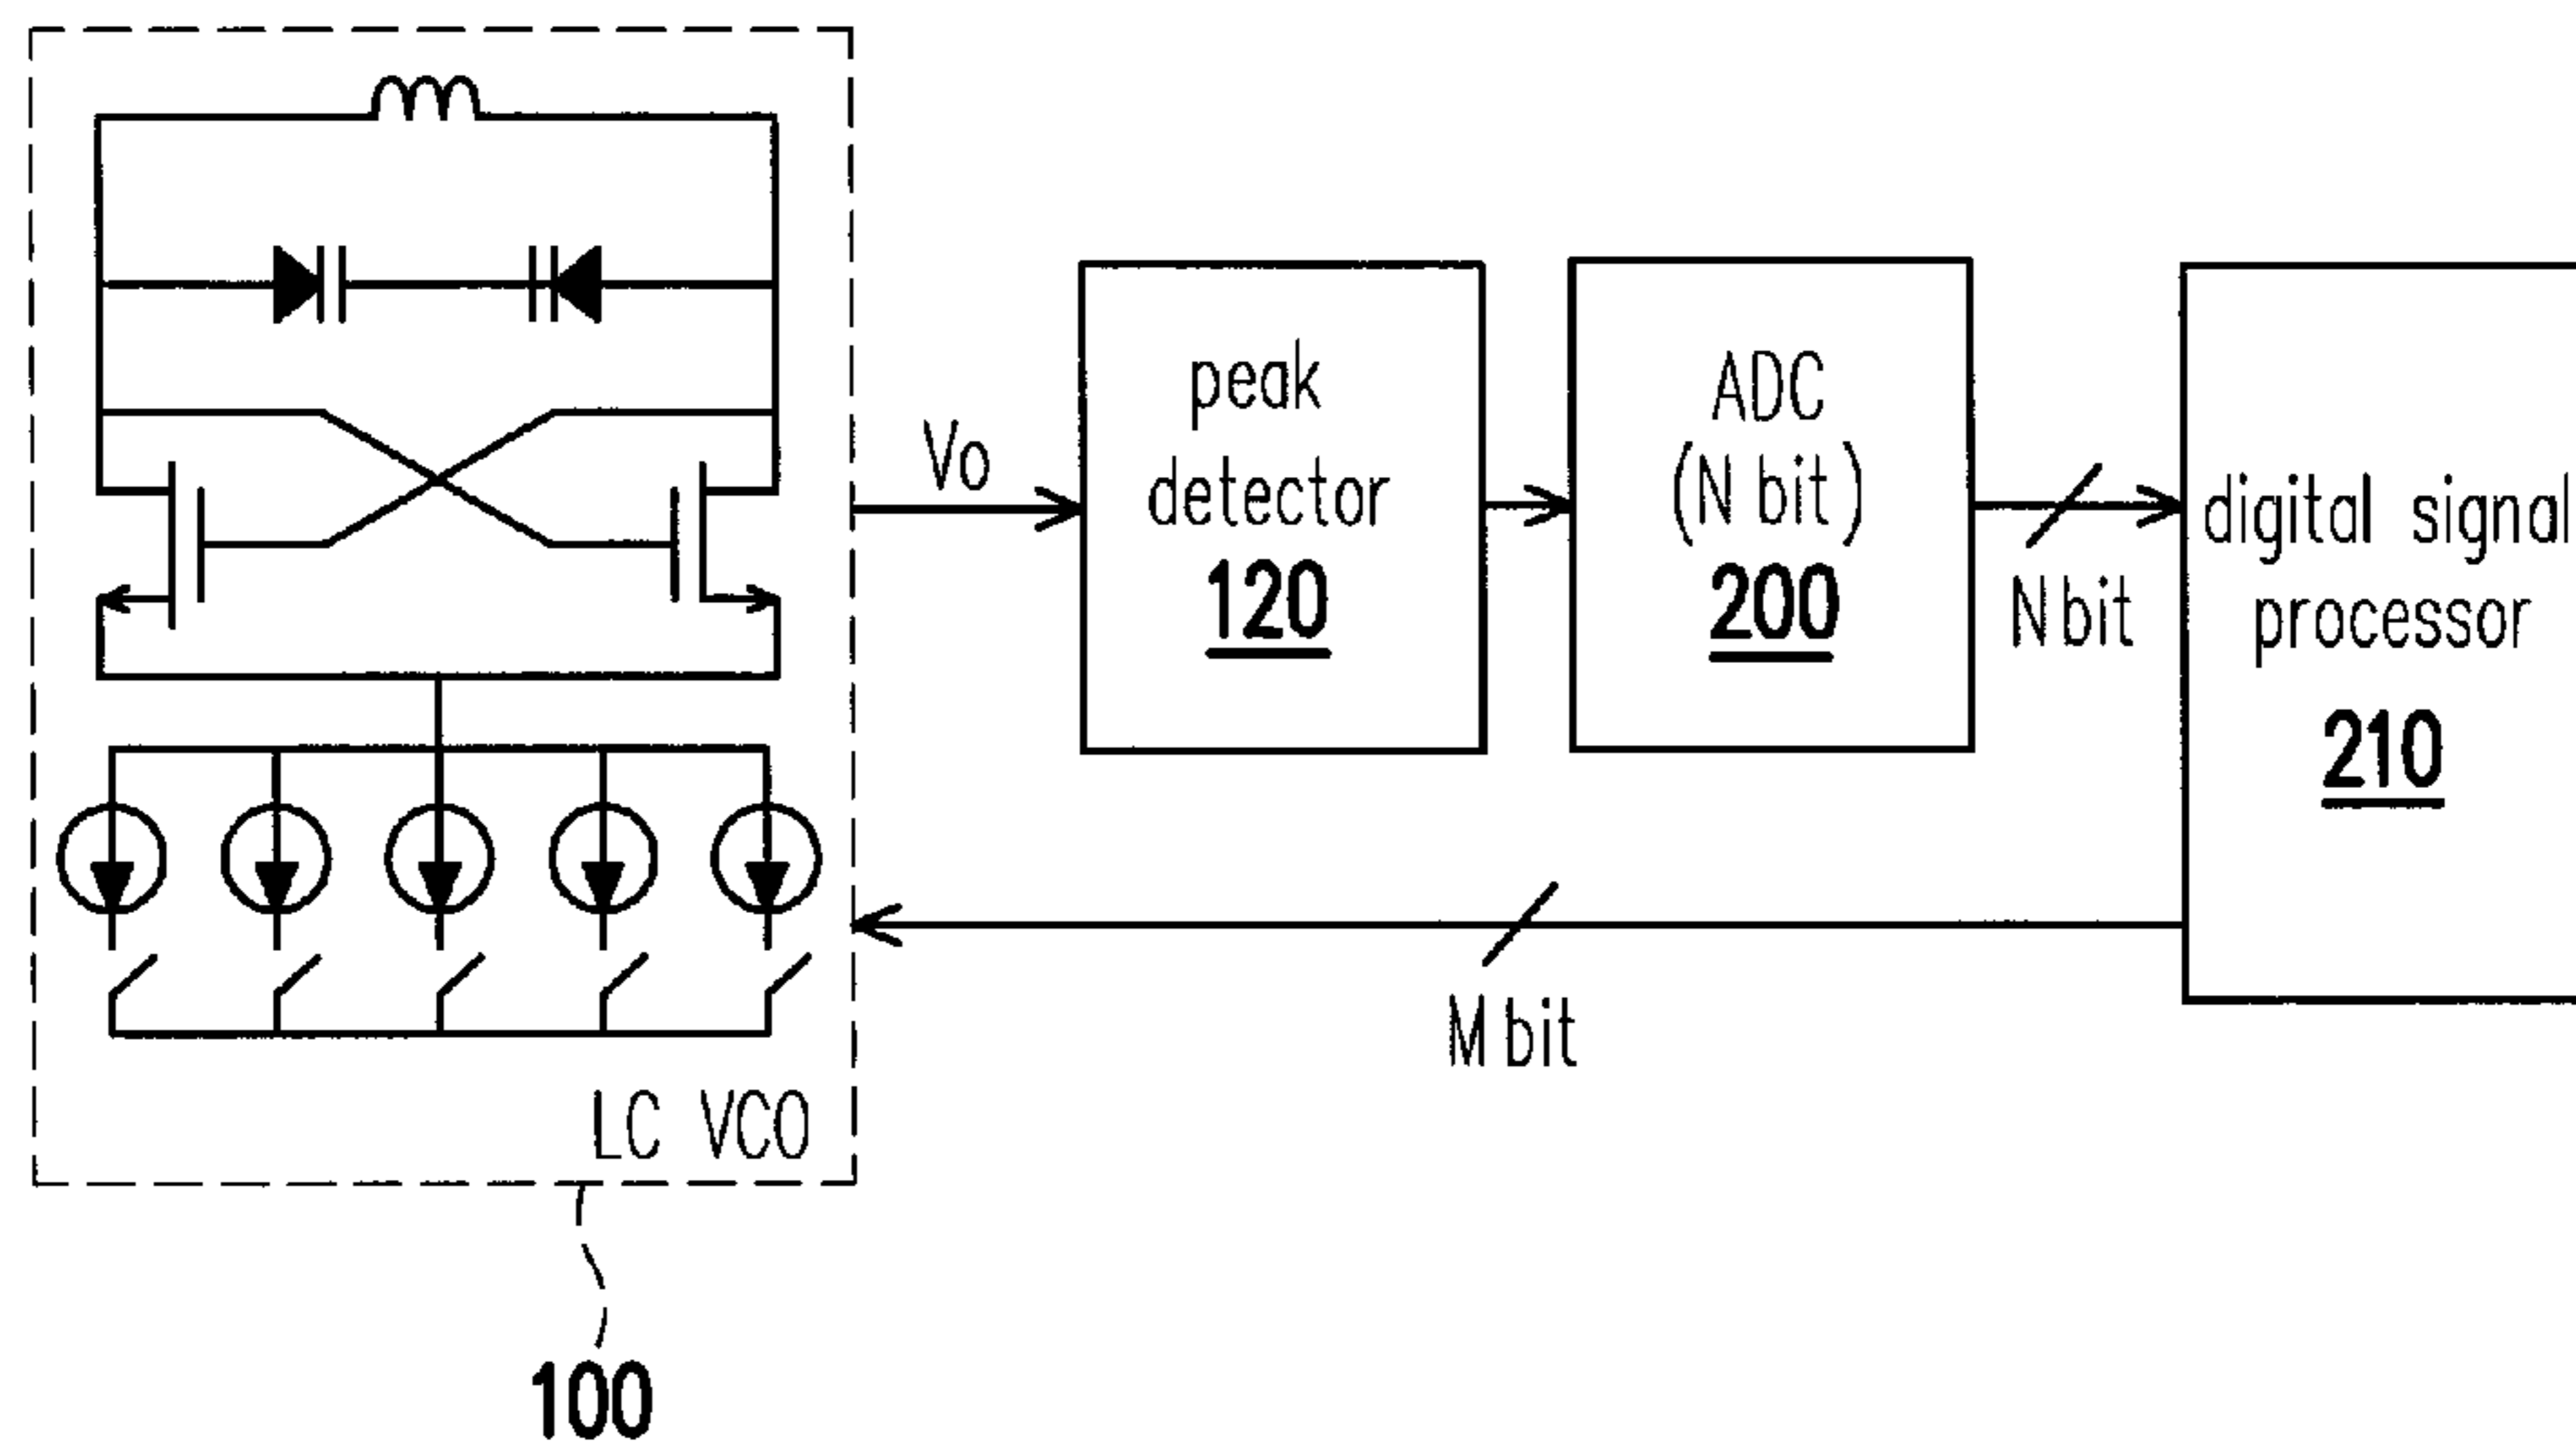 Vo
peak
detector
120
ADC
(N bit)
200
N bit
digital signal
processor
210
M bit
LC VCO
100